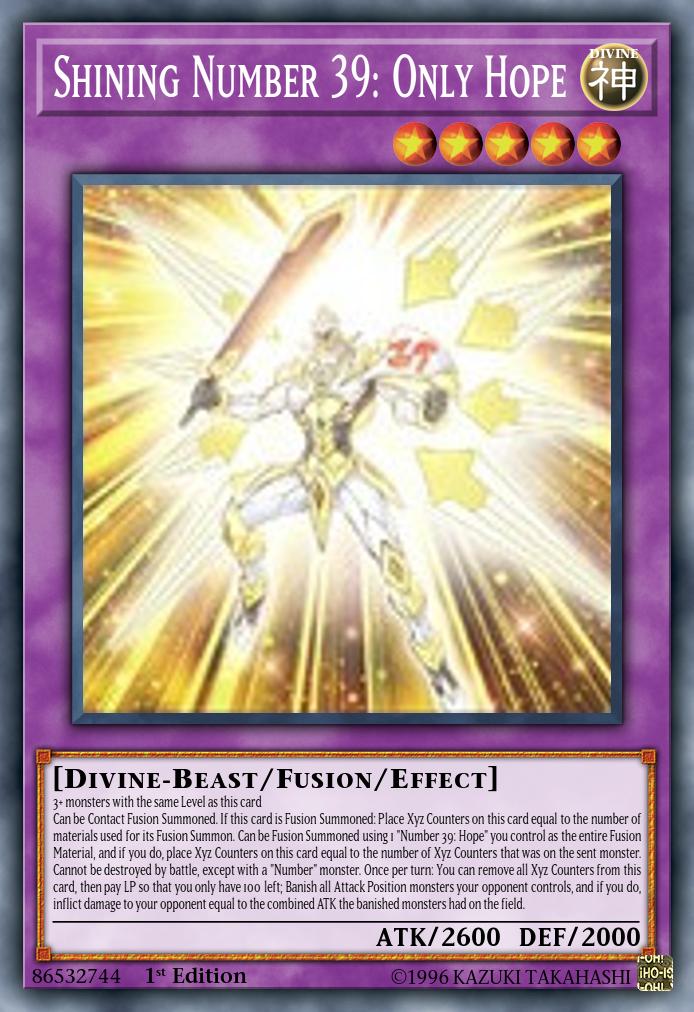 SHINING NUMBER 39: ONLY HOPE
DIVINE
神
39
[DIVINE-BEAST/FUSION/EFFECT]
3+ monsters with the same Level as this card
Can be Contact Fusion Summoned. If this card is Fusion Summoned: Place Xyz Counters on this card equal to the number of
materials used for its Fusion Summon. Can be Fusion Summoned using 1 "Number 39: Hope" you control as the entire Fusion
Material, and if you do, place Xyz Counters on this card equal to the number of Xyz Counters that was on the sent monster.
Cannot be destroyed by battle, except with a "Number" monster. Once per turn: You can remove all Xyz Counters from this
card, then pay LP so that you only have 100 left; Banish all Attack Position monsters your opponent controls, and if you do,
inflict damage to your opponent equal to the combined ATK the banished monsters had on the field.
ATK/2600 DEF/2000
86532744 1st Edition ©1996 KAZUKI TAKAHASHI